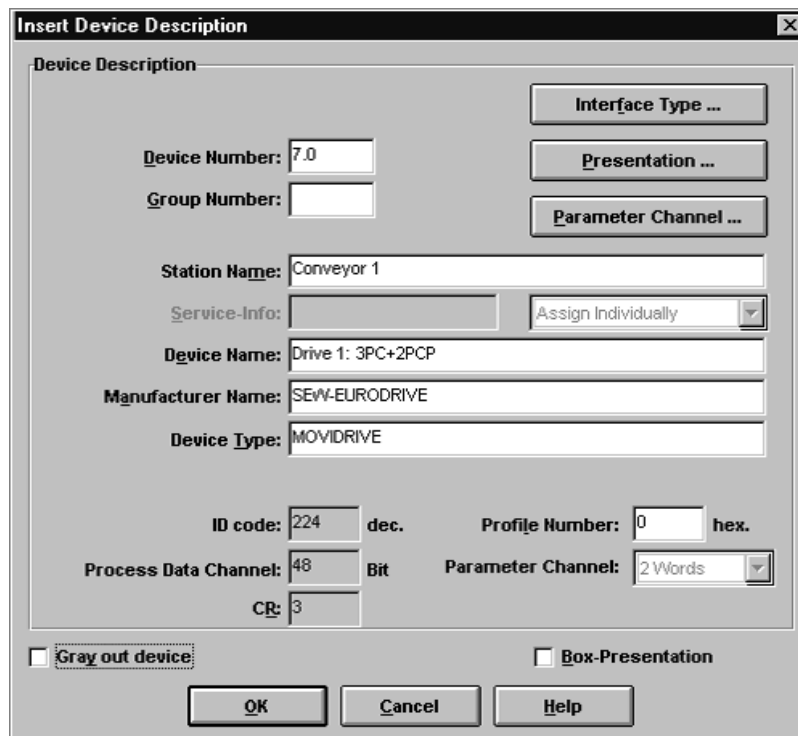 Insert Device Description
Device Description
Interface Type ...
Device Number: 7.0
Presentation ...
Group Number:
Parameter Channel ...
Station Name: Conveyor 1
Service-Info: Assign Individually
Device Name: Drive 1: 3PC+2PCP
Manufacturer Name: SEW-EURODRIVE
Device Type: MOVIDRIVE
ID code: 224 dec. Profile Number: 0 hex.
Process Data Channel: 48 Bit Parameter Channel: 2 Words
CR: 3
Gray out device Box-Presentation
OK Cancel Help